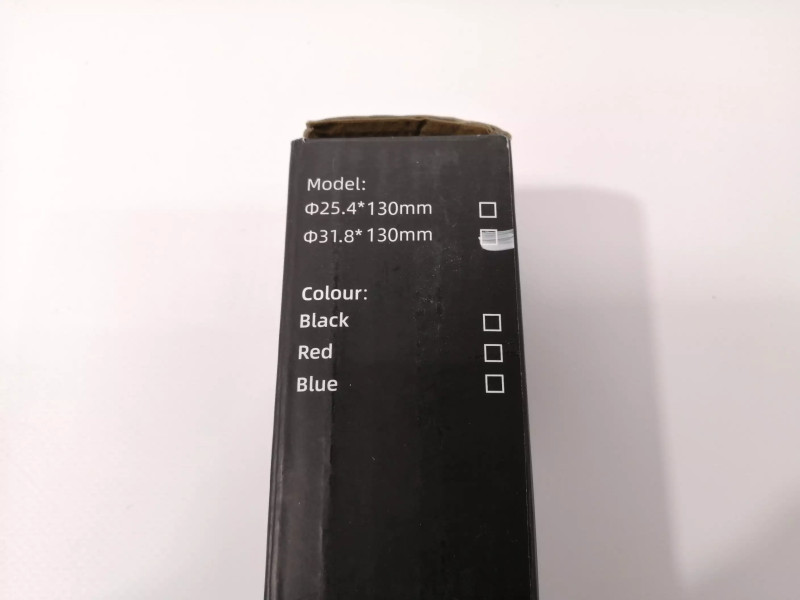 Model:
Φ25.4*130mm
Φ31.8*130mm
Colour:
Black
Red
Blue